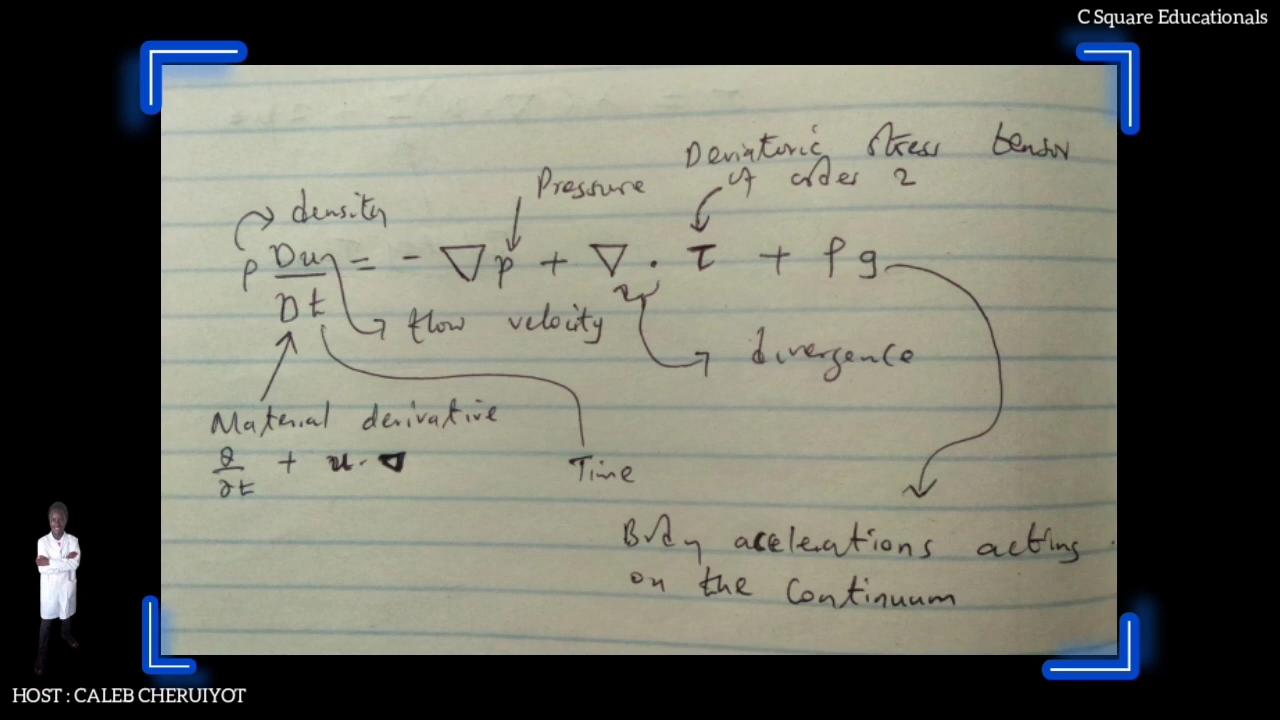 C Square Educationals
Deviatoric stress tensor
of order 2
Pressure
density
ρ Du/Dt = - ∇p + ∇ · τ + ρg
flow velocity
divergence
Material derivative
∂/∂t + u · ∇
Time
Body acelerations acting
on the continuum
HOST : CALEB CHERUIYOT